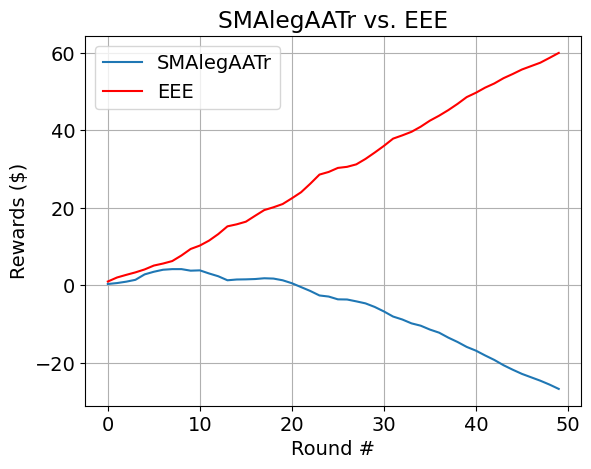 SMAlegAATr vs. EEE
SMAlegAATr
EEE
Rewards ($)
60
40
20
0
−20
0 10 20 30 40 50
Round #